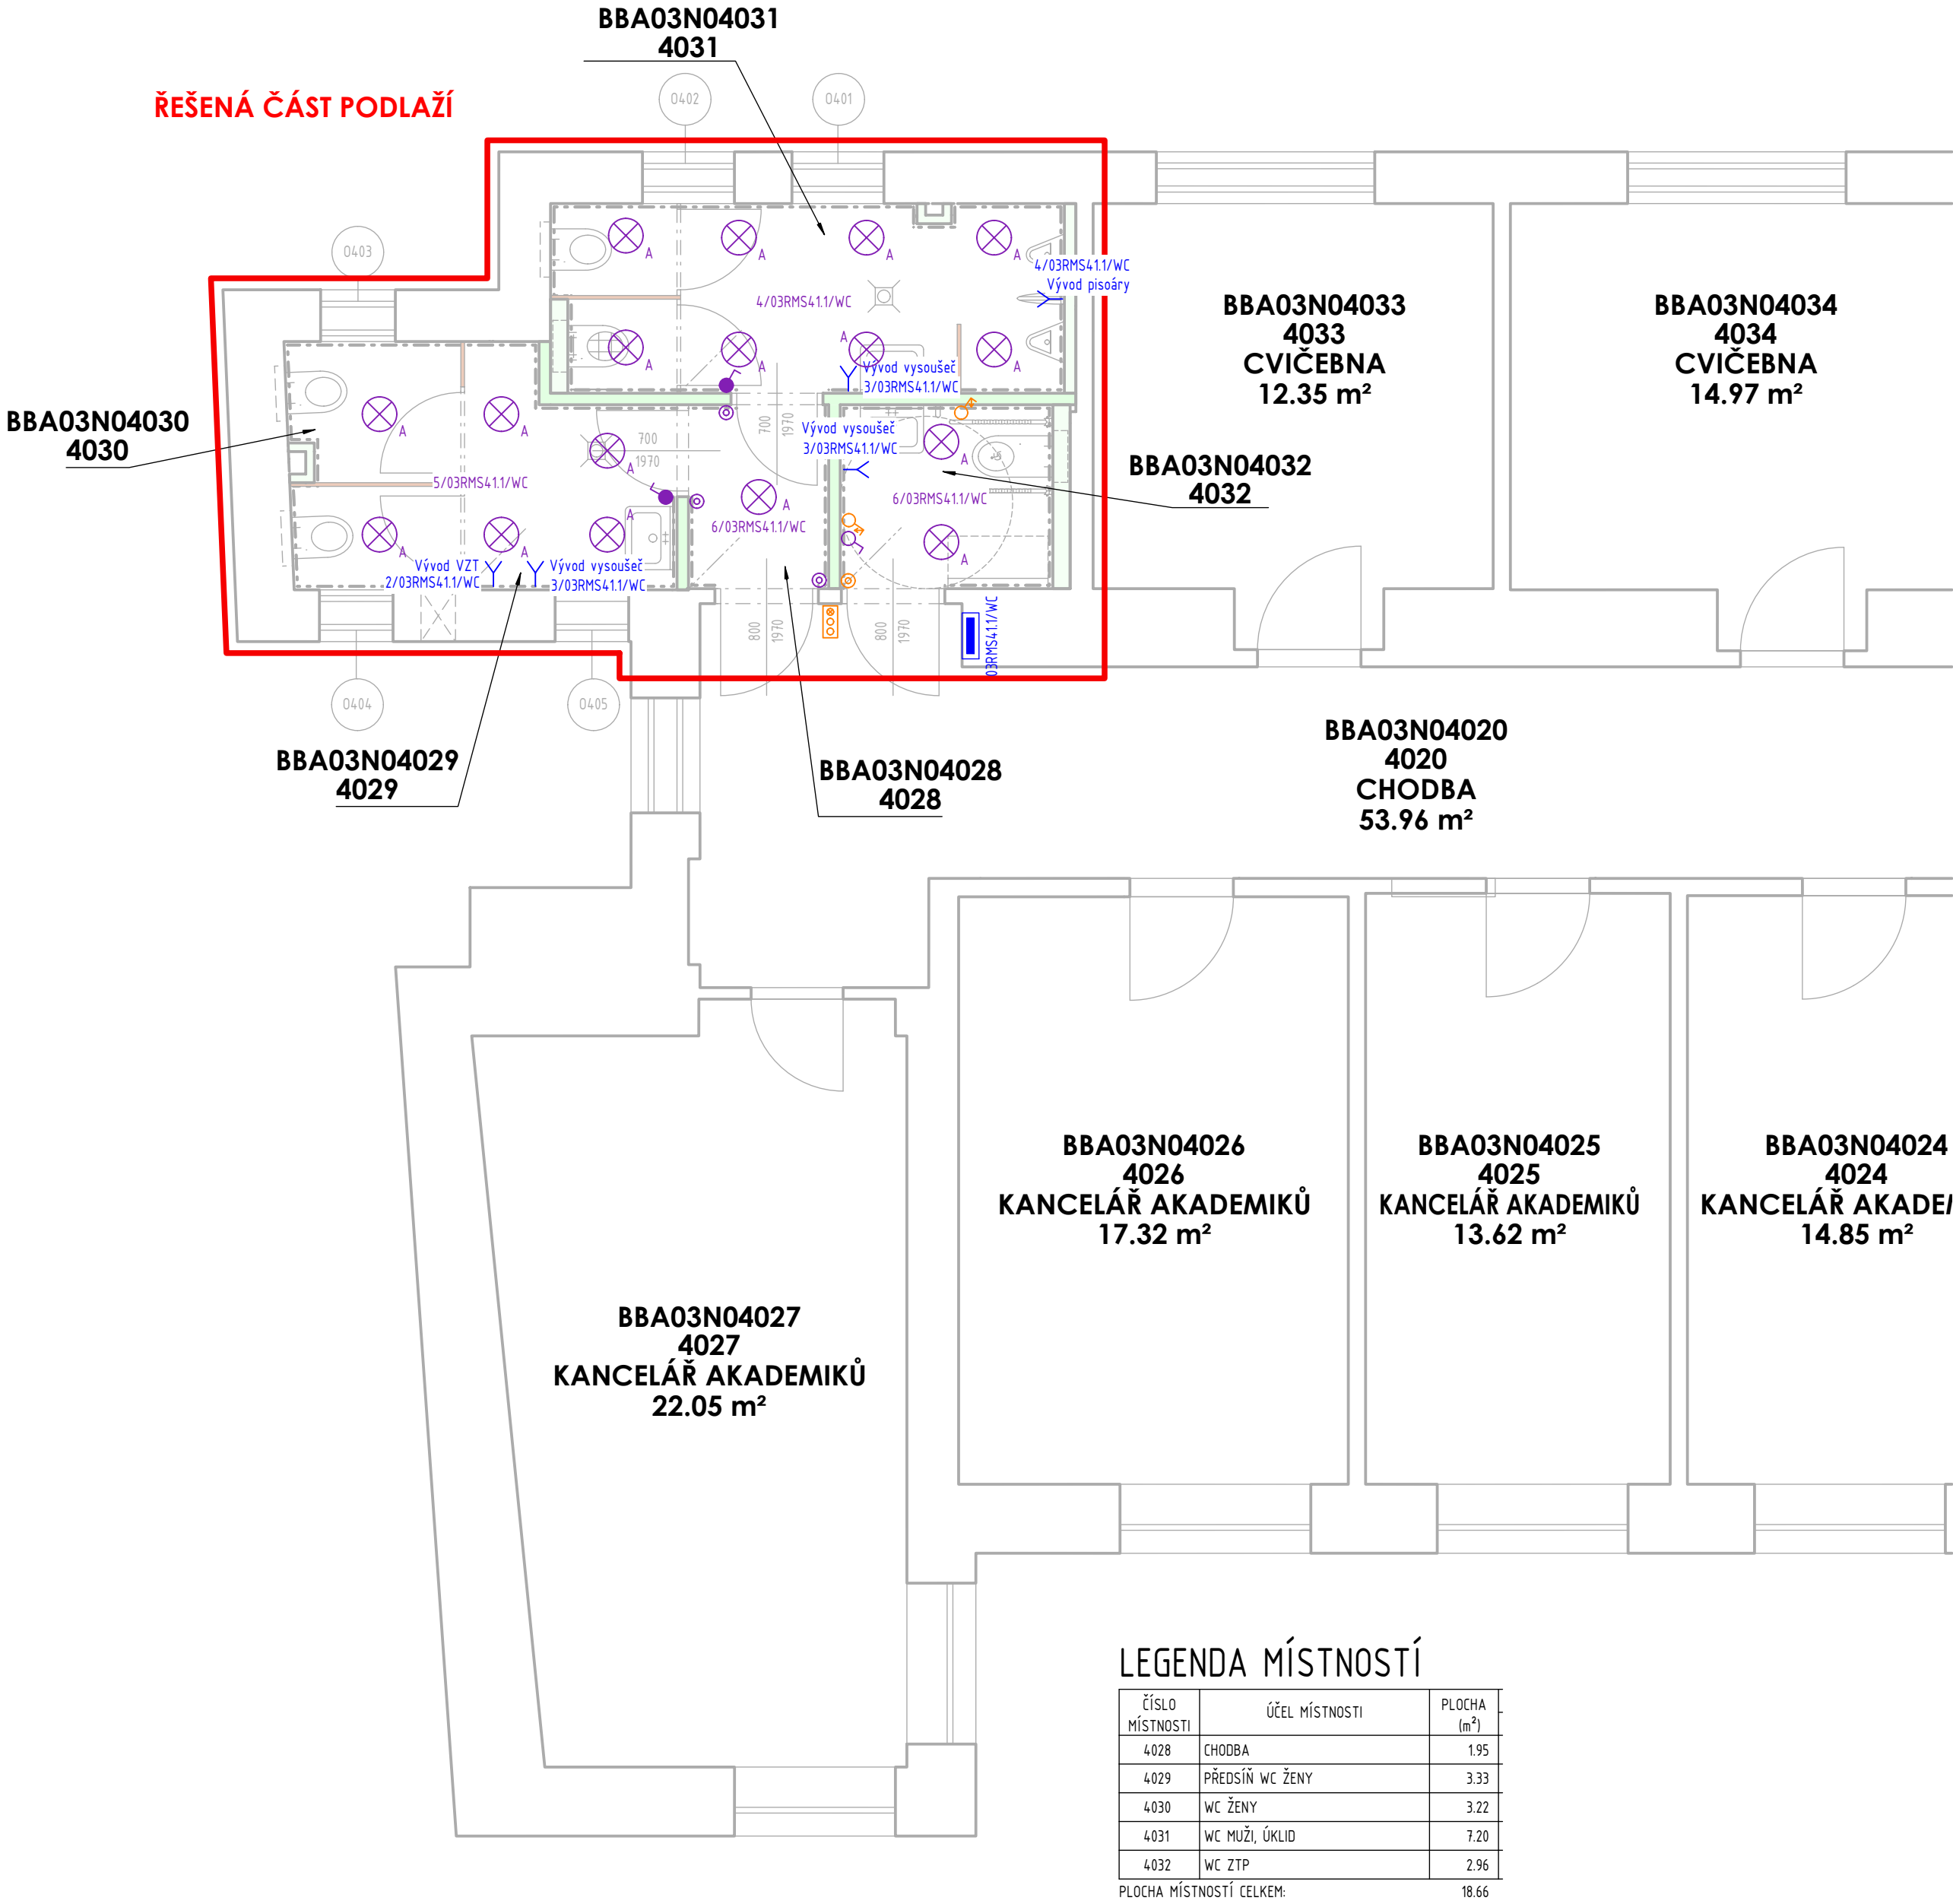 BBA03N04031
4031
ŘEŠENÁ ČÁST PODLAŽÍ
0402
0401
0403
A
A
A
A
4/03RMS41.1/WC
Vývod pisoáry
4/03RMS41.1/WC
A
A
A
A
Vývod vysoušeč
3/03RMS41.1/WC
BBA03N04033
4033
CVIČEBNA
12.35 m²
BBA03N04034
4034
CVIČEBNA
14.97 m²
BBA03N04030
4030
A
A
700
1970
700
1970
Vývod vysoušeč
3/03RMS41.1/WC
A
A
BBA03N04032
4032
5/03RMS41.1/WC
A
6/03RMS41.1/WC
6/03RMS41.1/WC
A
A
A
A
Vývod VZT
2/03RMS41.1/WC
Vývod vysoušeč
3/03RMS41.1/WC
A
800
1970
800
1970
03RMS41.1/WC
0404
0405
BBA03N04029
4029
BBA03N04028
4028
BBA03N04020
4020
CHODBA
53.96 m²
BBA03N04026
4026
KANCELÁŘ AKADEMIKŮ
17.32 m²
BBA03N04025
4025
KANCELÁŘ AKADEMIKŮ
13.62 m²
BBA03N04024
4024
KANCELÁŘ AKADEM
14.85 m²
BBA03N04027
4027
KANCELÁŘ AKADEMIKŮ
22.05 m²
LEGENDA MÍSTNOSTÍ
ČÍSLO MÍSTNOSTI ÚČEL MÍSTNOSTI PLOCHA (m²)
4028 CHODBA 1.95
4029 PŘEDSÍŇ WC ŽENY 3.33
4030 WC ŽENY 3.22
4031 WC MUŽI, ÚKLID 7.20
4032 WC ZTP 2.96
PLOCHA MÍSTNOSTÍ CELKEM: 18.66